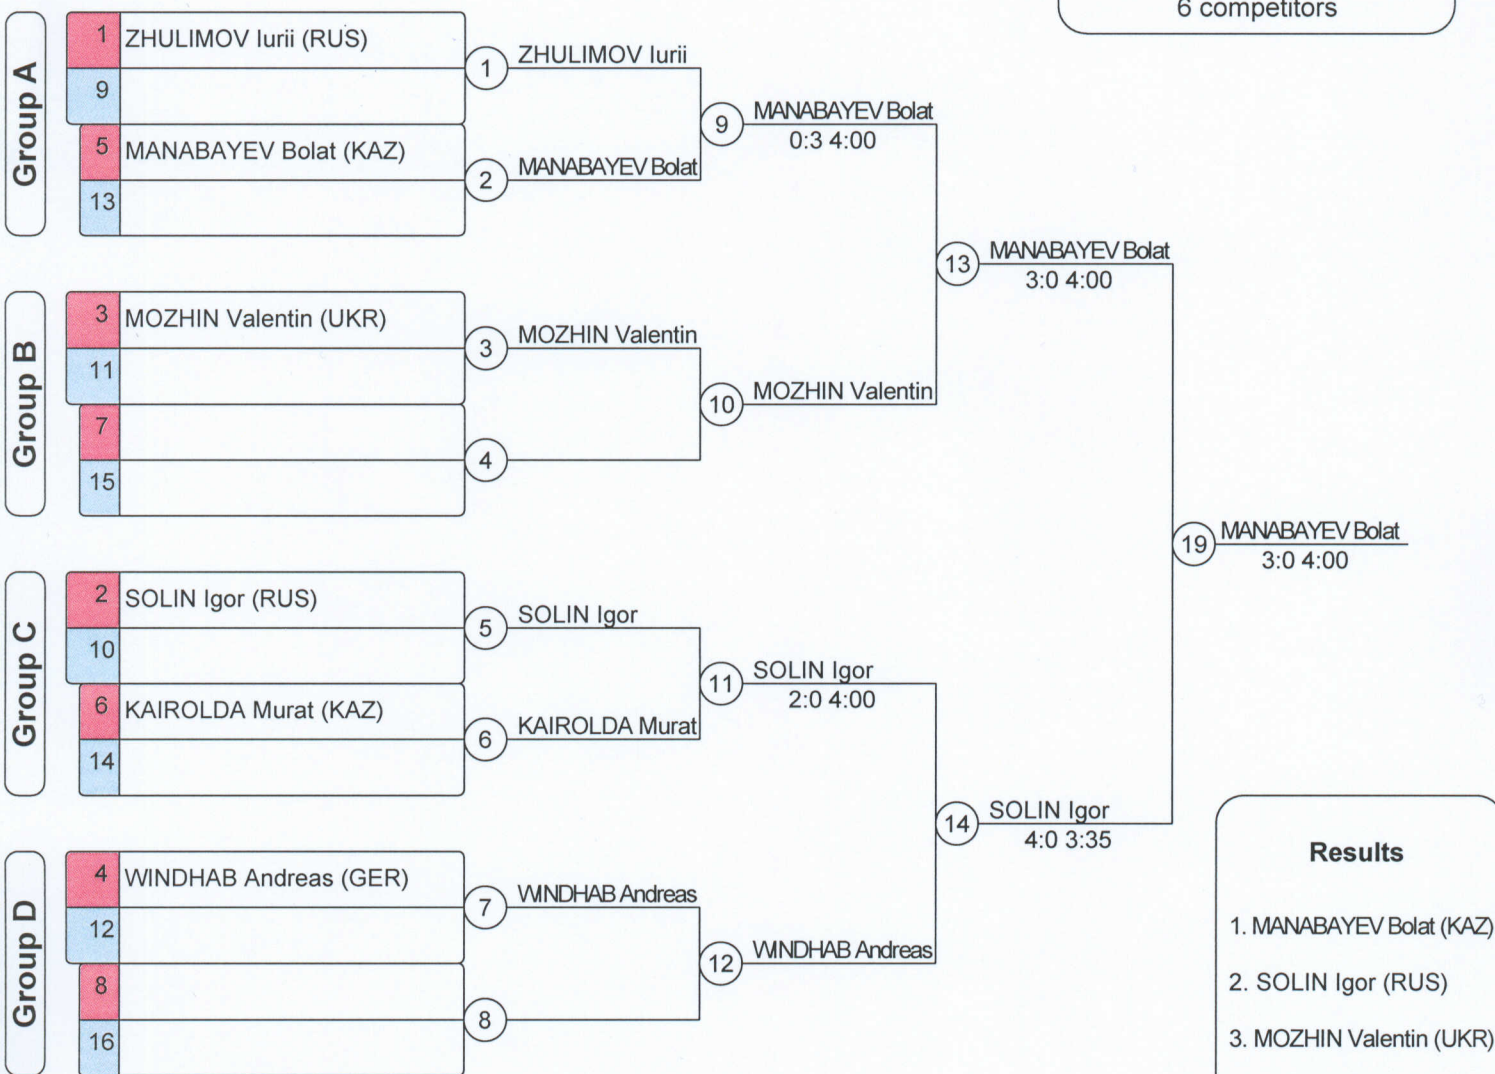 6 competitors
Group A
1 ZHULIMOV Iurii (RUS)
9
5 MANABAYEV Bolat (KAZ)
13
1 ZHULIMOV Iurii
2 MANABAYEV Bolat
9 MANABAYEV Bolat
0:3 4:00
Group B
3 MOZHIN Valentin (UKR)
11
7
15
3 MOZHIN Valentin
4
10 MOZHIN Valentin
13 MANABAYEV Bolat
3:0 4:00
Group C
2 SOLIN Igor (RUS)
10
6 KAIROLDA Murat (KAZ)
14
5 SOLIN Igor
6 KAIROLDA Murat
11 SOLIN Igor
2:0 4:00
Group D
4 WINDHAB Andreas (GER)
12
8
16
7 WINDHAB Andreas
8
12 WINDHAB Andreas
14 SOLIN Igor
4:0 3:35
19 MANABAYEV Bolat
3:0 4:00
Results
1. MANABAYEV Bolat (KAZ)
2. SOLIN Igor (RUS)
3. MOZHIN Valentin (UKR)